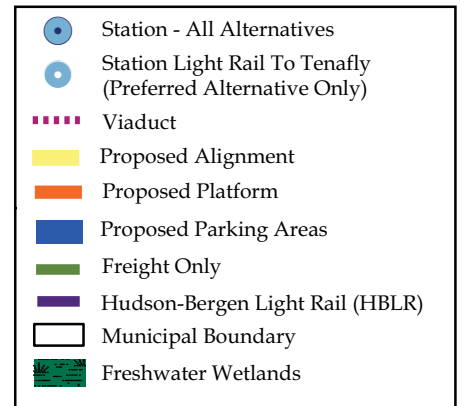 Station - All Alternatives
Station Light Rail To Tenafly
(Preferred Alternative Only)
Viaduct
Proposed Alignment
Proposed Platform
Proposed Parking Areas
Freight Only
Hudson-Bergen Light Rail (HBLR)
Municipal Boundary
Freshwater Wetlands